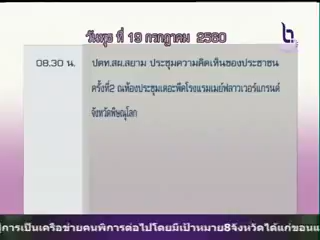 วันพุธ ที่ 19 กรกฎาคม 2560
08.30 น. ปตท.สผ.สยาม ประชุมความคิดเห็นของประชาชน
ครั้งที่2 ณห้องประชุมเดอะพีคโรงแรมเมย์ฟลาวเวอร์แกรนด์
จังหวัดพิษณุโลก
การเป็นเครือข่ายคนพิการต่อไปโดยมีเป้าหมาย8จังหวัดได้แก่ขอนแ